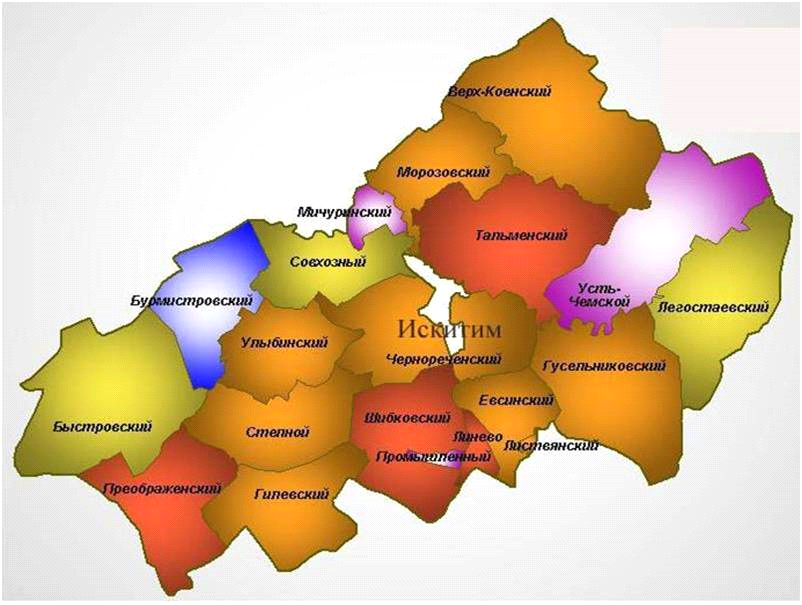 Верх-Коенский
Морозовский
Мичуринский
Тальменский
Совхозный
Усть-
Чемской
Бурмистровский
Легостаевский
Искитим
Улыбинский
Чернореченский
Гусельниковский
Евсинский
Шибковский
Быстровский
Степной
Линево
Листвянский
Промышленный
Преображенский
Гилевский